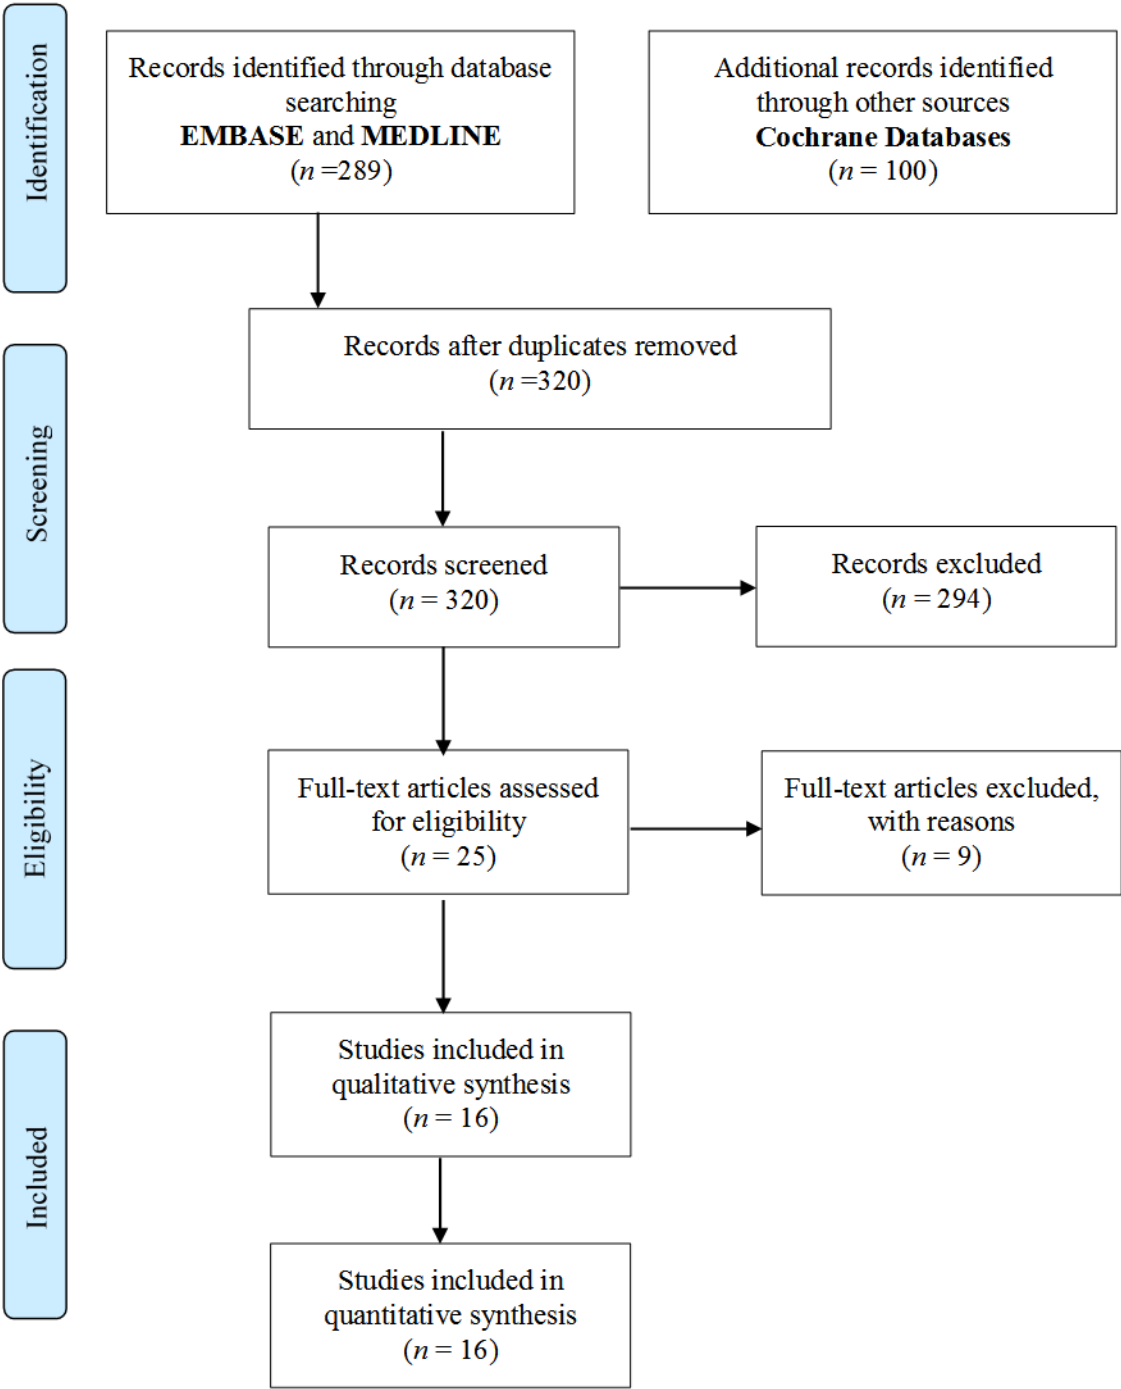 Identification
Records identified through database
searching
EMBASE and MEDLINE
(n =289)
Additional records identified
through other sources
Cochrane Databases
(n = 100)
Records after duplicates removed
(n =320)
Screening
Records screened
(n = 320)
Records excluded
(n = 294)
Eligibility
Full-text articles assessed
for eligibility
(n = 25)
Full-text articles excluded,
with reasons
(n = 9)
Included
Studies included in
qualitative synthesis
(n = 16)
Studies included in
quantitative synthesis
(n = 16)